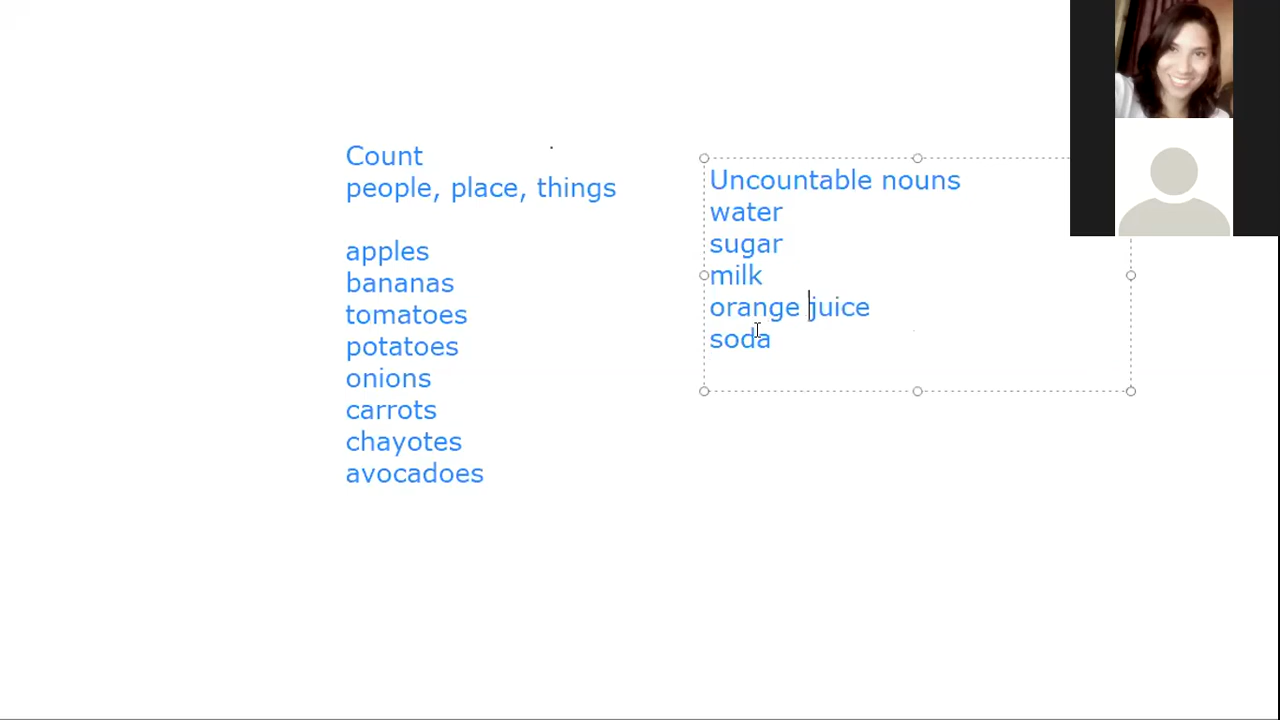 Count
people, place, things
apples
bananas
tomatoes
potatoes
onions
carrots
chayotes
avocadoes
Uncountable nouns
water
sugar
milk
orange juice
soda